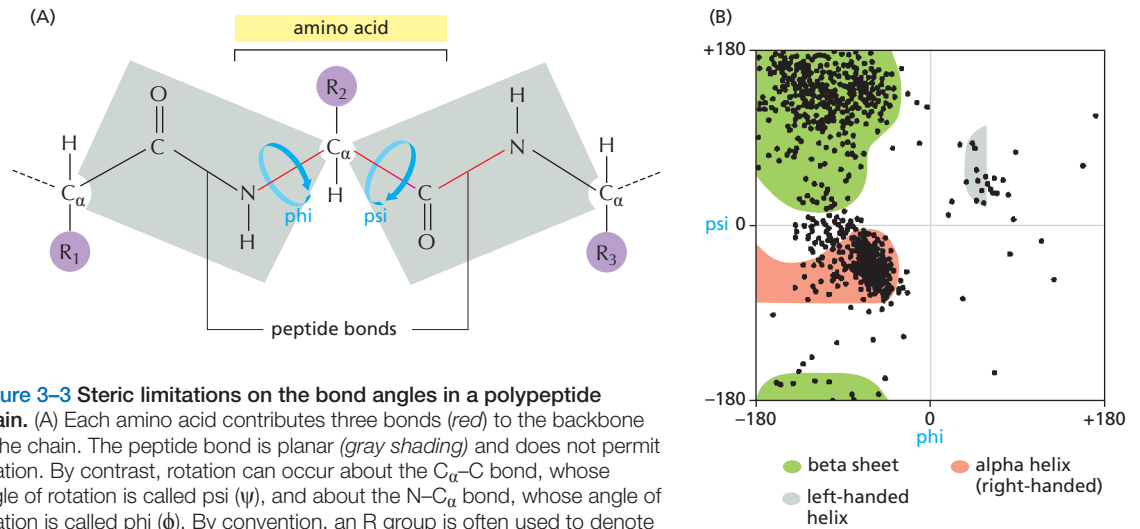 (A)
amino acid
R2
O
H
H
H
C
N
Cα
Cα
N
C
Cα
H
phi
psi
H
O
R1
R3
peptide bonds
(B)
+180
psi 0
−180
−180 0 +180
phi
beta sheet
alpha helix
(right-handed)
left-handed
helix
ure 3–3 Steric limitations on the bond angles in a polypeptide
ain. (A) Each amino acid contributes three bonds (red) to the backbone
he chain. The peptide bond is planar (gray shading) and does not permit
ation. By contrast, rotation can occur about the Cα–C bond, whose
gle of rotation is called psi (ψ), and about the N–Cα bond, whose angle of
ation is called phi (ϕ). By convention, an R group is often used to denote